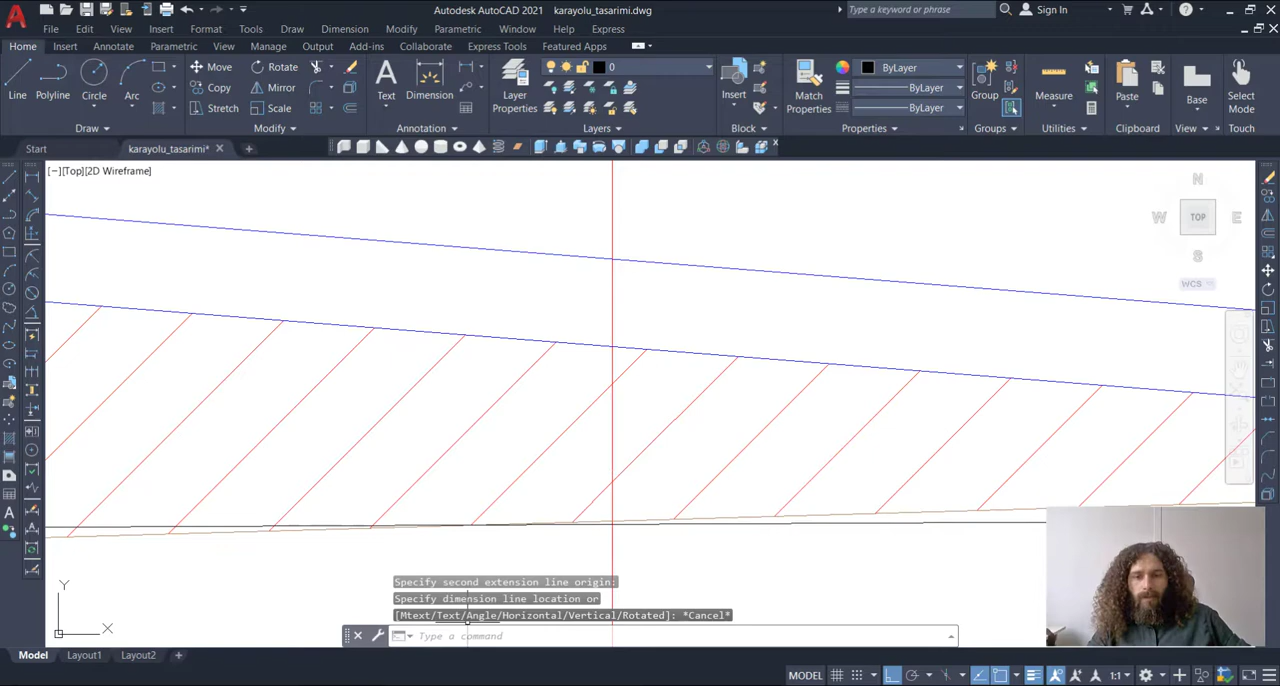 Autodesk AutoCAD 2021 karayolu_tasarimi.dwg
Type a keyword or phrase
Sign In
File Edit View Insert Format Tools Draw Dimension Modify Parametric Window Help Express
Home Insert Annotate Parametric View Manage Output Add-ins Collaborate Express Tools Featured Apps
Line Polyline Circle Arc
Move Rotate
Copy Mirror
Stretch Scale
Text Dimension
Layer Properties
0
Insert
Match Properties
ByLayer
ByLayer
ByLayer
Group
Measure
Paste
Base
Select Mode
Draw Modify Annotation Layers Block Properties Groups Utilities Clipboard View Touch
Start karayolu_tasarimi*
[−][Top][2D Wireframe]
N
W TOP E
S
WCS
Specify second extension line origin:
Specify dimension line location or
[Mtext/Text/Angle/Horizontal/Vertical/Rotated]: *Cancel*
Type a command
Y
X
Model Layout1 Layout2
MODEL 1:1